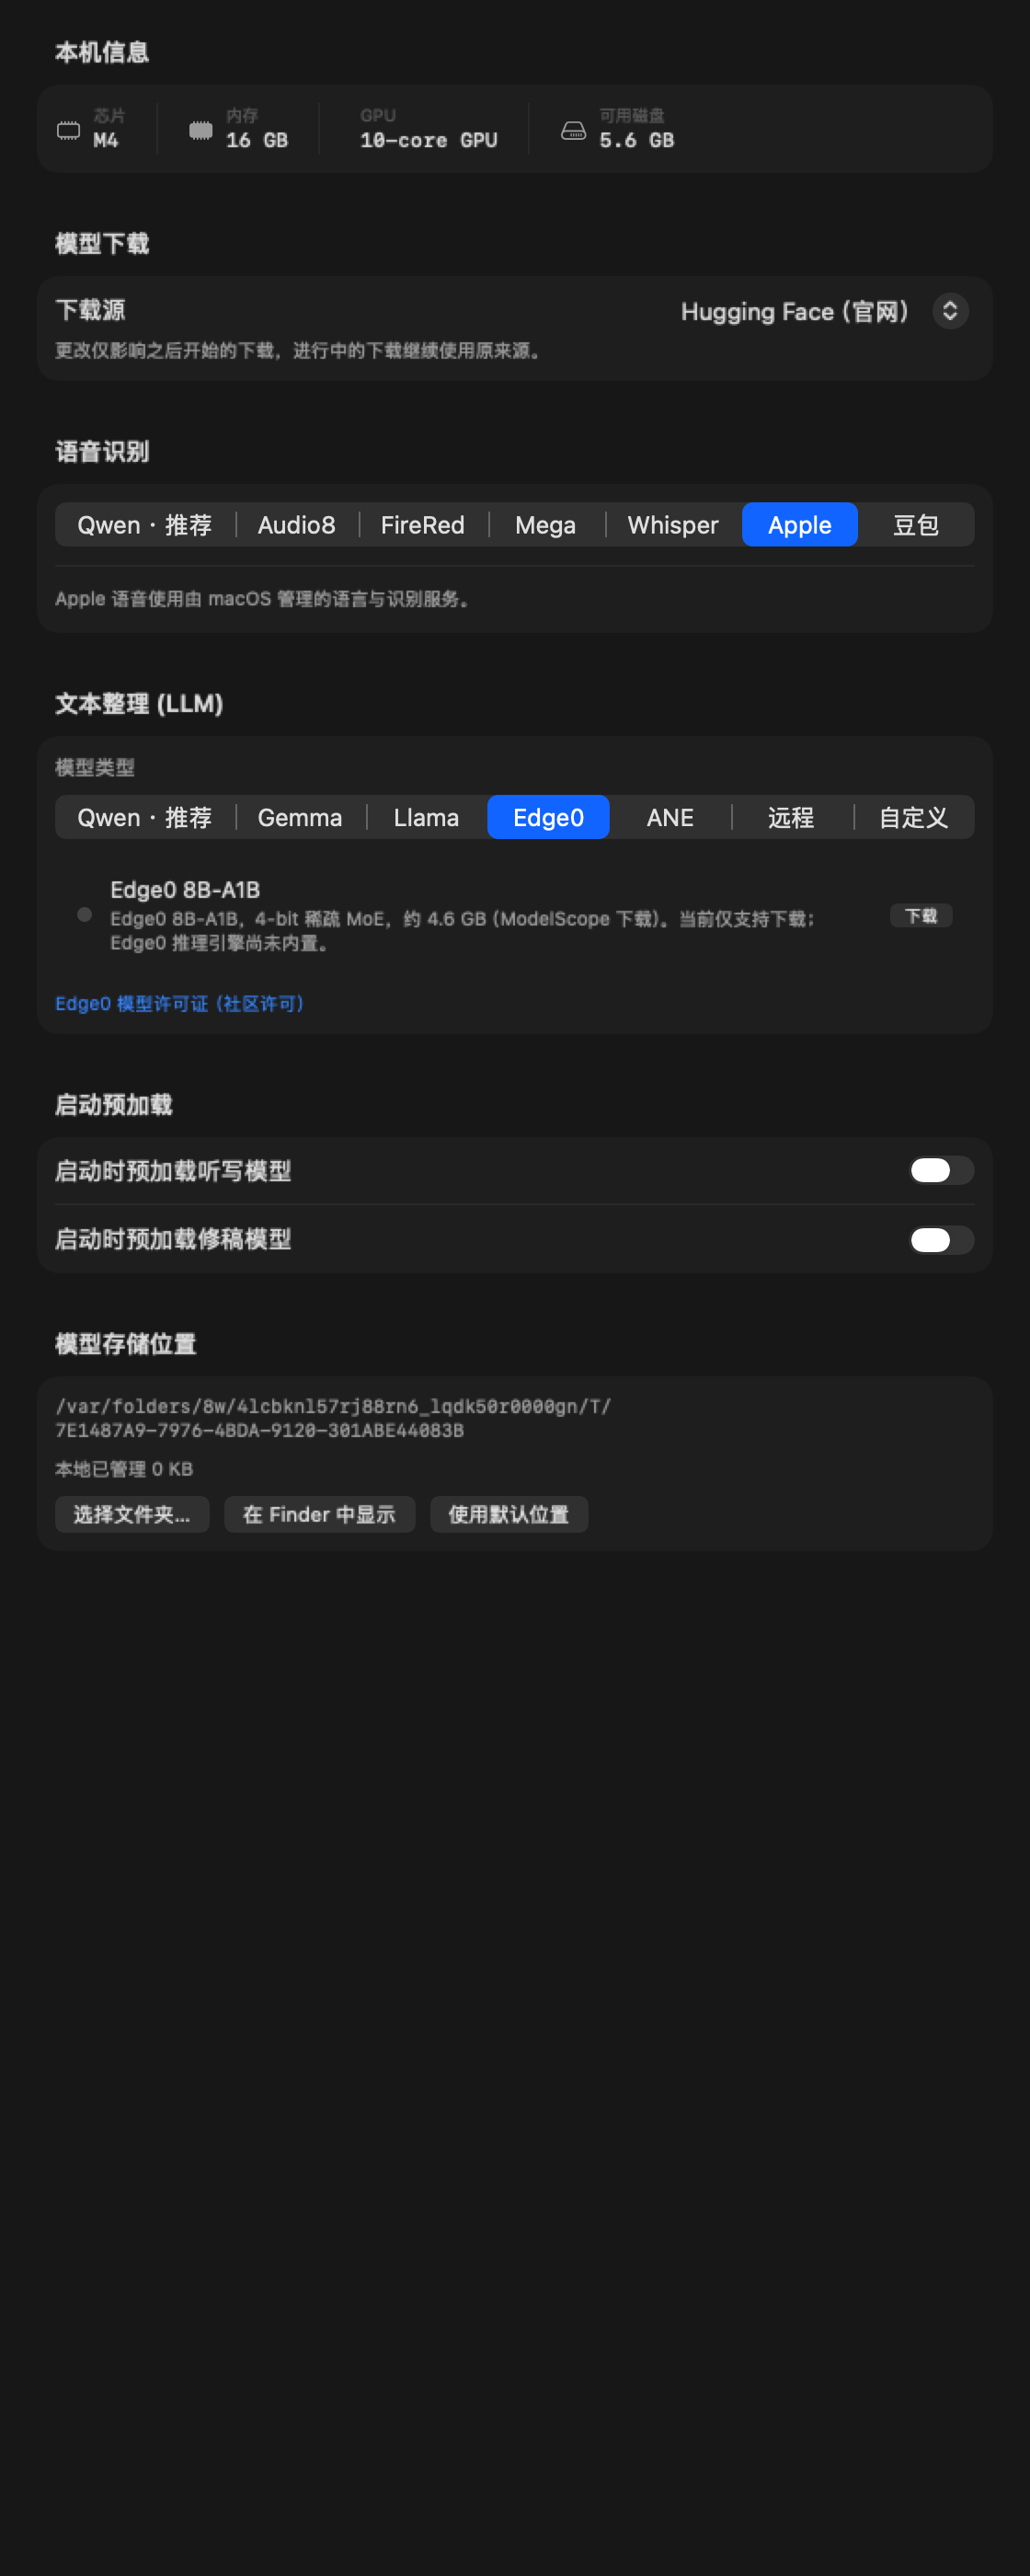 本机信息
芯片
M4
内存
16 GB
GPU
10-core GPU
可用磁盘
5.6 GB
模型下载
下载源
Hugging Face（官网）
更改仅影响之后开始的下载，进行中的下载继续使用原来源。
语音识别
Qwen · 推荐
Audio8
FireRed
Mega
Whisper
Apple
豆包
Apple 语音使用由 macOS 管理的语言与识别服务。
文本整理 (LLM)
模型类型
Qwen · 推荐
Gemma
Llama
Edge0
ANE
远程
自定义
Edge0 8B-A1B
Edge0 8B-A1B，4-bit 稀疏 MoE，约 4.6 GB (ModelScope 下载)。当前仅支持下载；
Edge0 推理引擎尚未内置。
下载
Edge0 模型许可证（社区许可）
启动预加载
启动时预加载听写模型
启动时预加载修稿模型
模型存储位置
/var/folders/8w/4lcbknl57rj88rn6_lqdk50r0000gn/T/
7E1487A9-7976-4BDA-9120-301ABE44083B
本地已管理 0 KB
选择文件夹...
在 Finder 中显示
使用默认位置